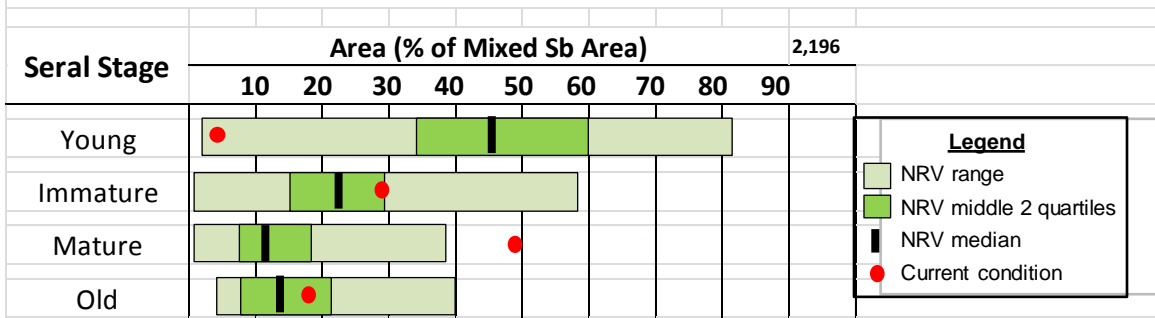 Seral Stage
Area (% of Mixed Sb Area)
2,196
10 20 30 40 50 60 70 80 90
Young
Immature
Mature
Old
Legend
NRV range
NRV middle 2 quartiles
NRV median
Current condition